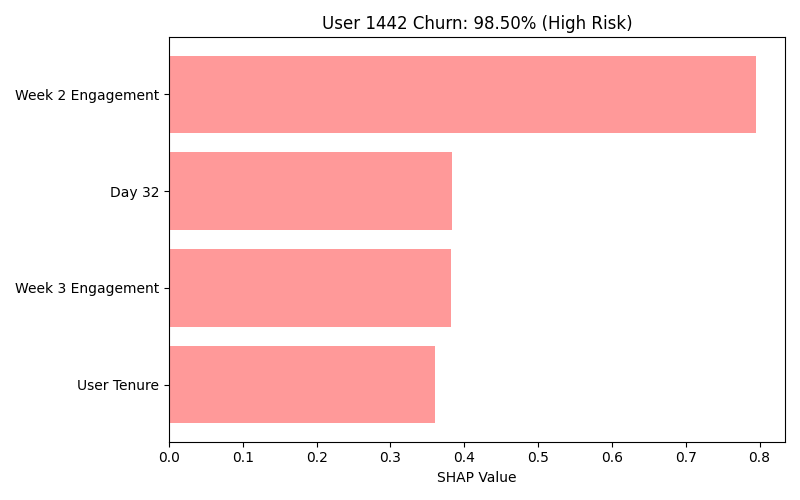 User 1442 Churn: 98.50% (High Risk)
Week 2 Engagement
Day 32
Week 3 Engagement
User Tenure
0.0 0.1 0.2 0.3 0.4 0.5 0.6 0.7 0.8
SHAP Value